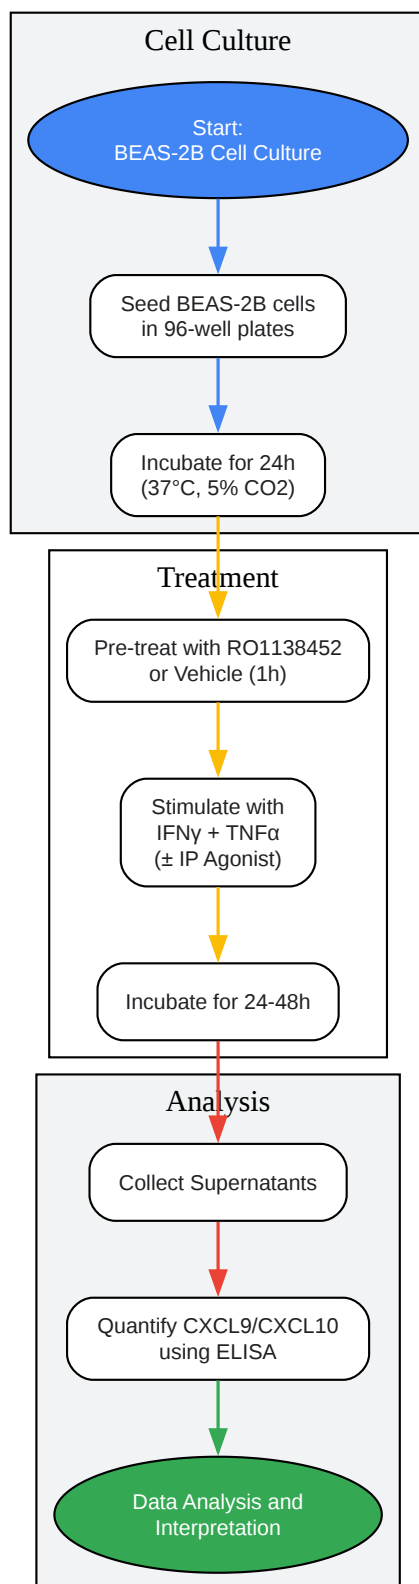 Cell Culture
Start:
BEAS-2B Cell Culture
Seed BEAS-2B cells
in 96-well plates
Incubate for 24h
(37°C, 5% CO2)
Treatment
Pre-treat with RO1138452
or Vehicle (1h)
Stimulate with
IFNγ + TNFα
(± IP Agonist)
Incubate for 24-48h
Analysis
Collect Supernatants
Quantify CXCL9/CXCL10
using ELISA
Data Analysis and
Interpretation